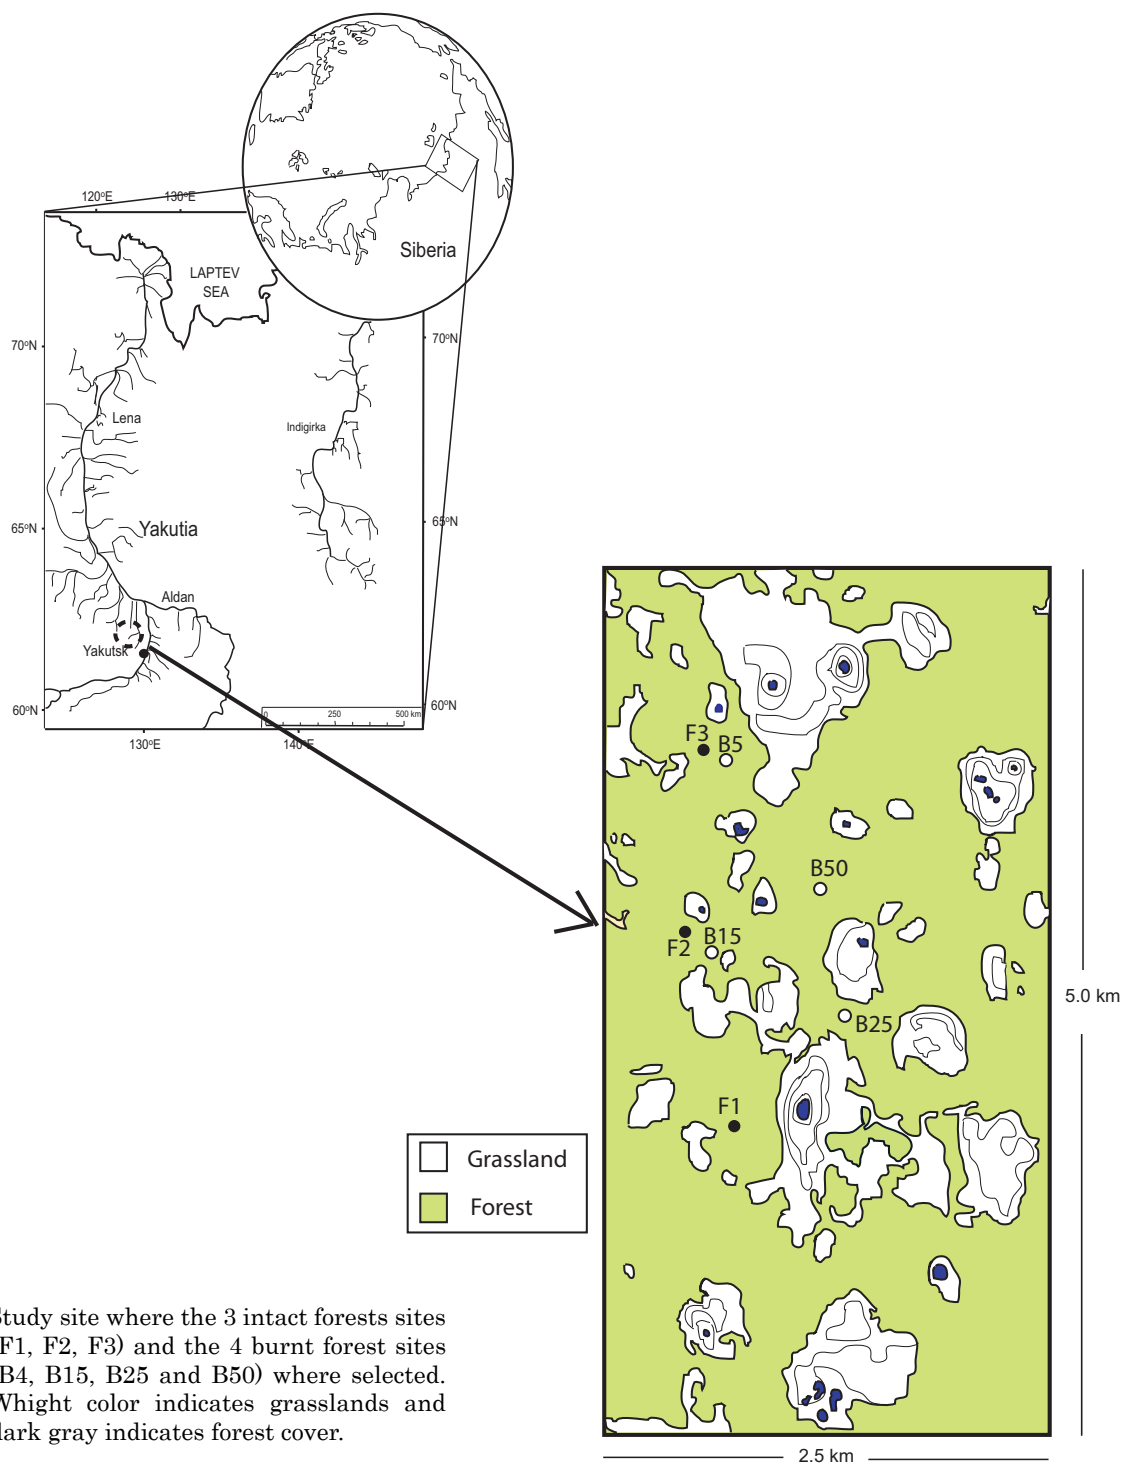 Siberia
120°E
130°E
LAPTEV
SEA
70°N
70°N
Lena
Indigirka
65°N
65°N
Yakutia
Aldan
Yakutsk
60°N
60°N
0
250
500 km
130°E
140°E
F3
B5
B50
F2
B15
B25
F1
5.0 km
2.5 km
Grassland
Forest
Study site where the 3 intact forests sites
F1, F2, F3) and the 4 burnt forest sites
B4, B15, B25 and B50) where selected.
Whight color indicates grasslands and
dark gray indicates forest cover.